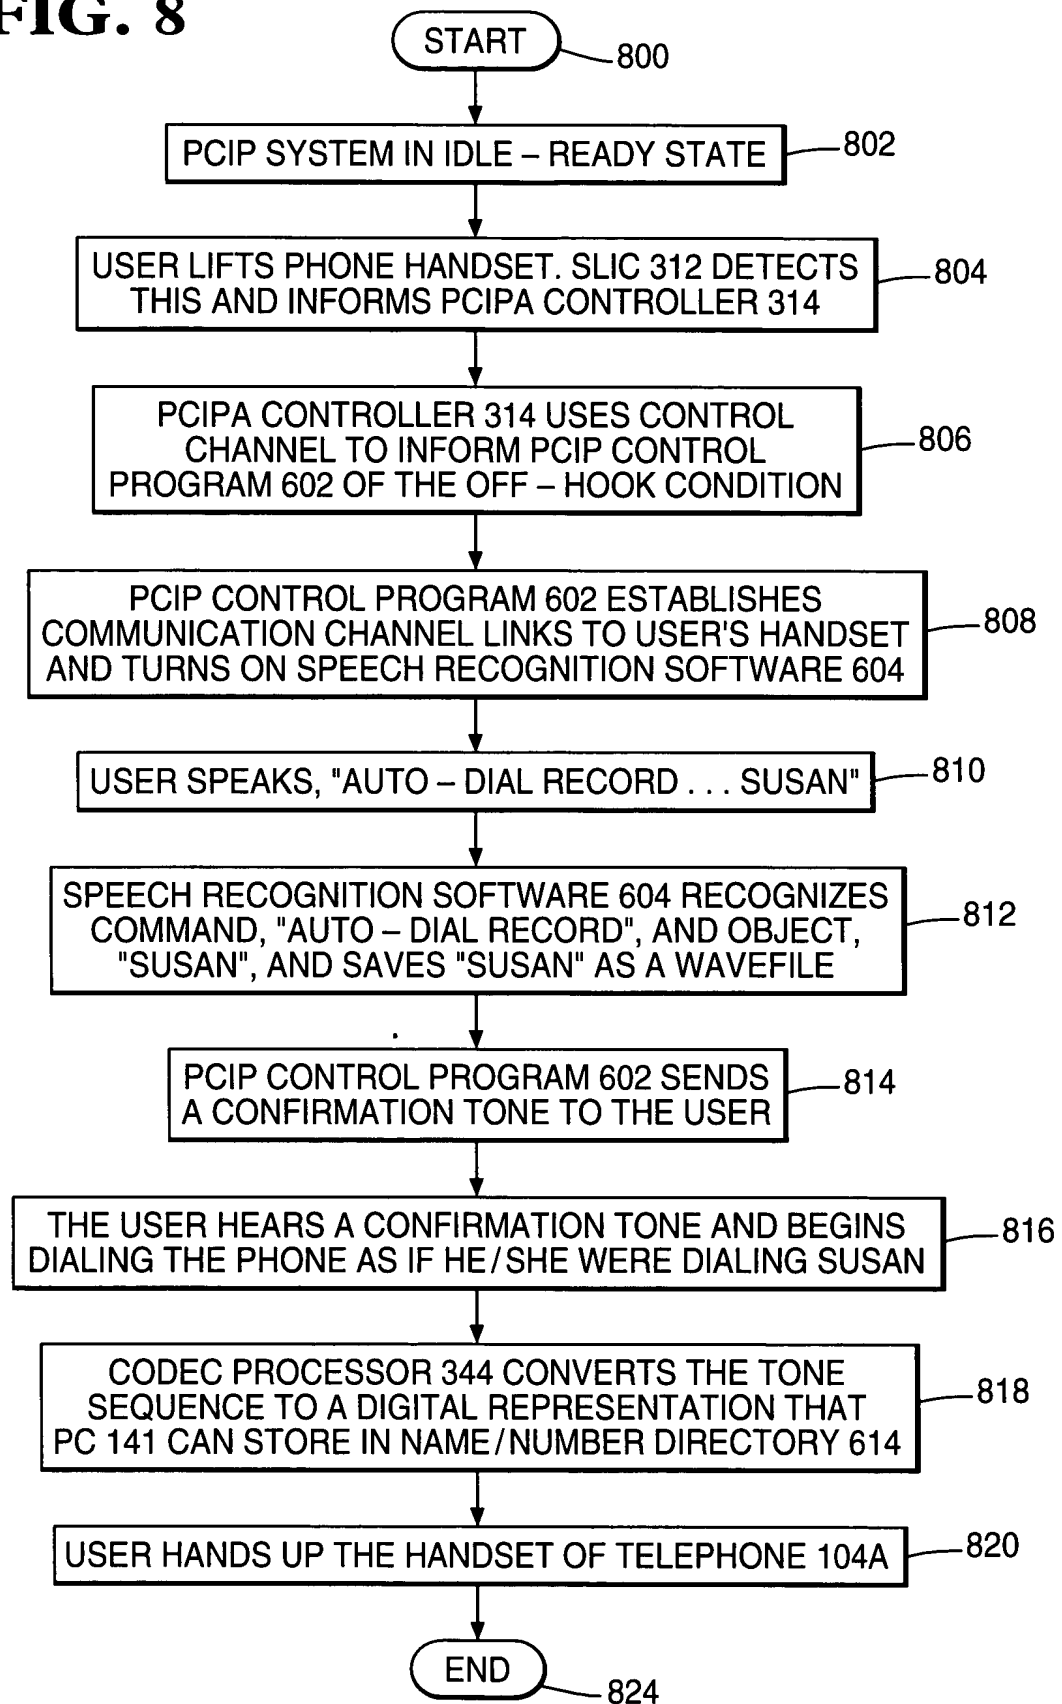 FIG. 8
START
800
PCIP SYSTEM IN IDLE – READY STATE
802
USER LIFTS PHONE HANDSET. SLIC 312 DETECTS
THIS AND INFORMS PCIPA CONTROLLER 314
804
PCIPA CONTROLLER 314 USES CONTROL
CHANNEL TO INFORM PCIP CONTROL
PROGRAM 602 OF THE OFF – HOOK CONDITION
806
PCIP CONTROL PROGRAM 602 ESTABLISHES
COMMUNICATION CHANNEL LINKS TO USER'S HANDSET
AND TURNS ON SPEECH RECOGNITION SOFTWARE 604
808
USER SPEAKS, "AUTO – DIAL RECORD . . . SUSAN"
810
SPEECH RECOGNITION SOFTWARE 604 RECOGNIZES
COMMAND, "AUTO – DIAL RECORD", AND OBJECT,
"SUSAN", AND SAVES "SUSAN" AS A WAVEFILE
812
PCIP CONTROL PROGRAM 602 SENDS
A CONFIRMATION TONE TO THE USER
814
THE USER HEARS A CONFIRMATION TONE AND BEGINS
DIALING THE PHONE AS IF HE/SHE WERE DIALING SUSAN
816
CODEC PROCESSOR 344 CONVERTS THE TONE
SEQUENCE TO A DIGITAL REPRESENTATION THAT
PC 141 CAN STORE IN NAME/NUMBER DIRECTORY 614
818
USER HANDS UP THE HANDSET OF TELEPHONE 104A
820
END
824